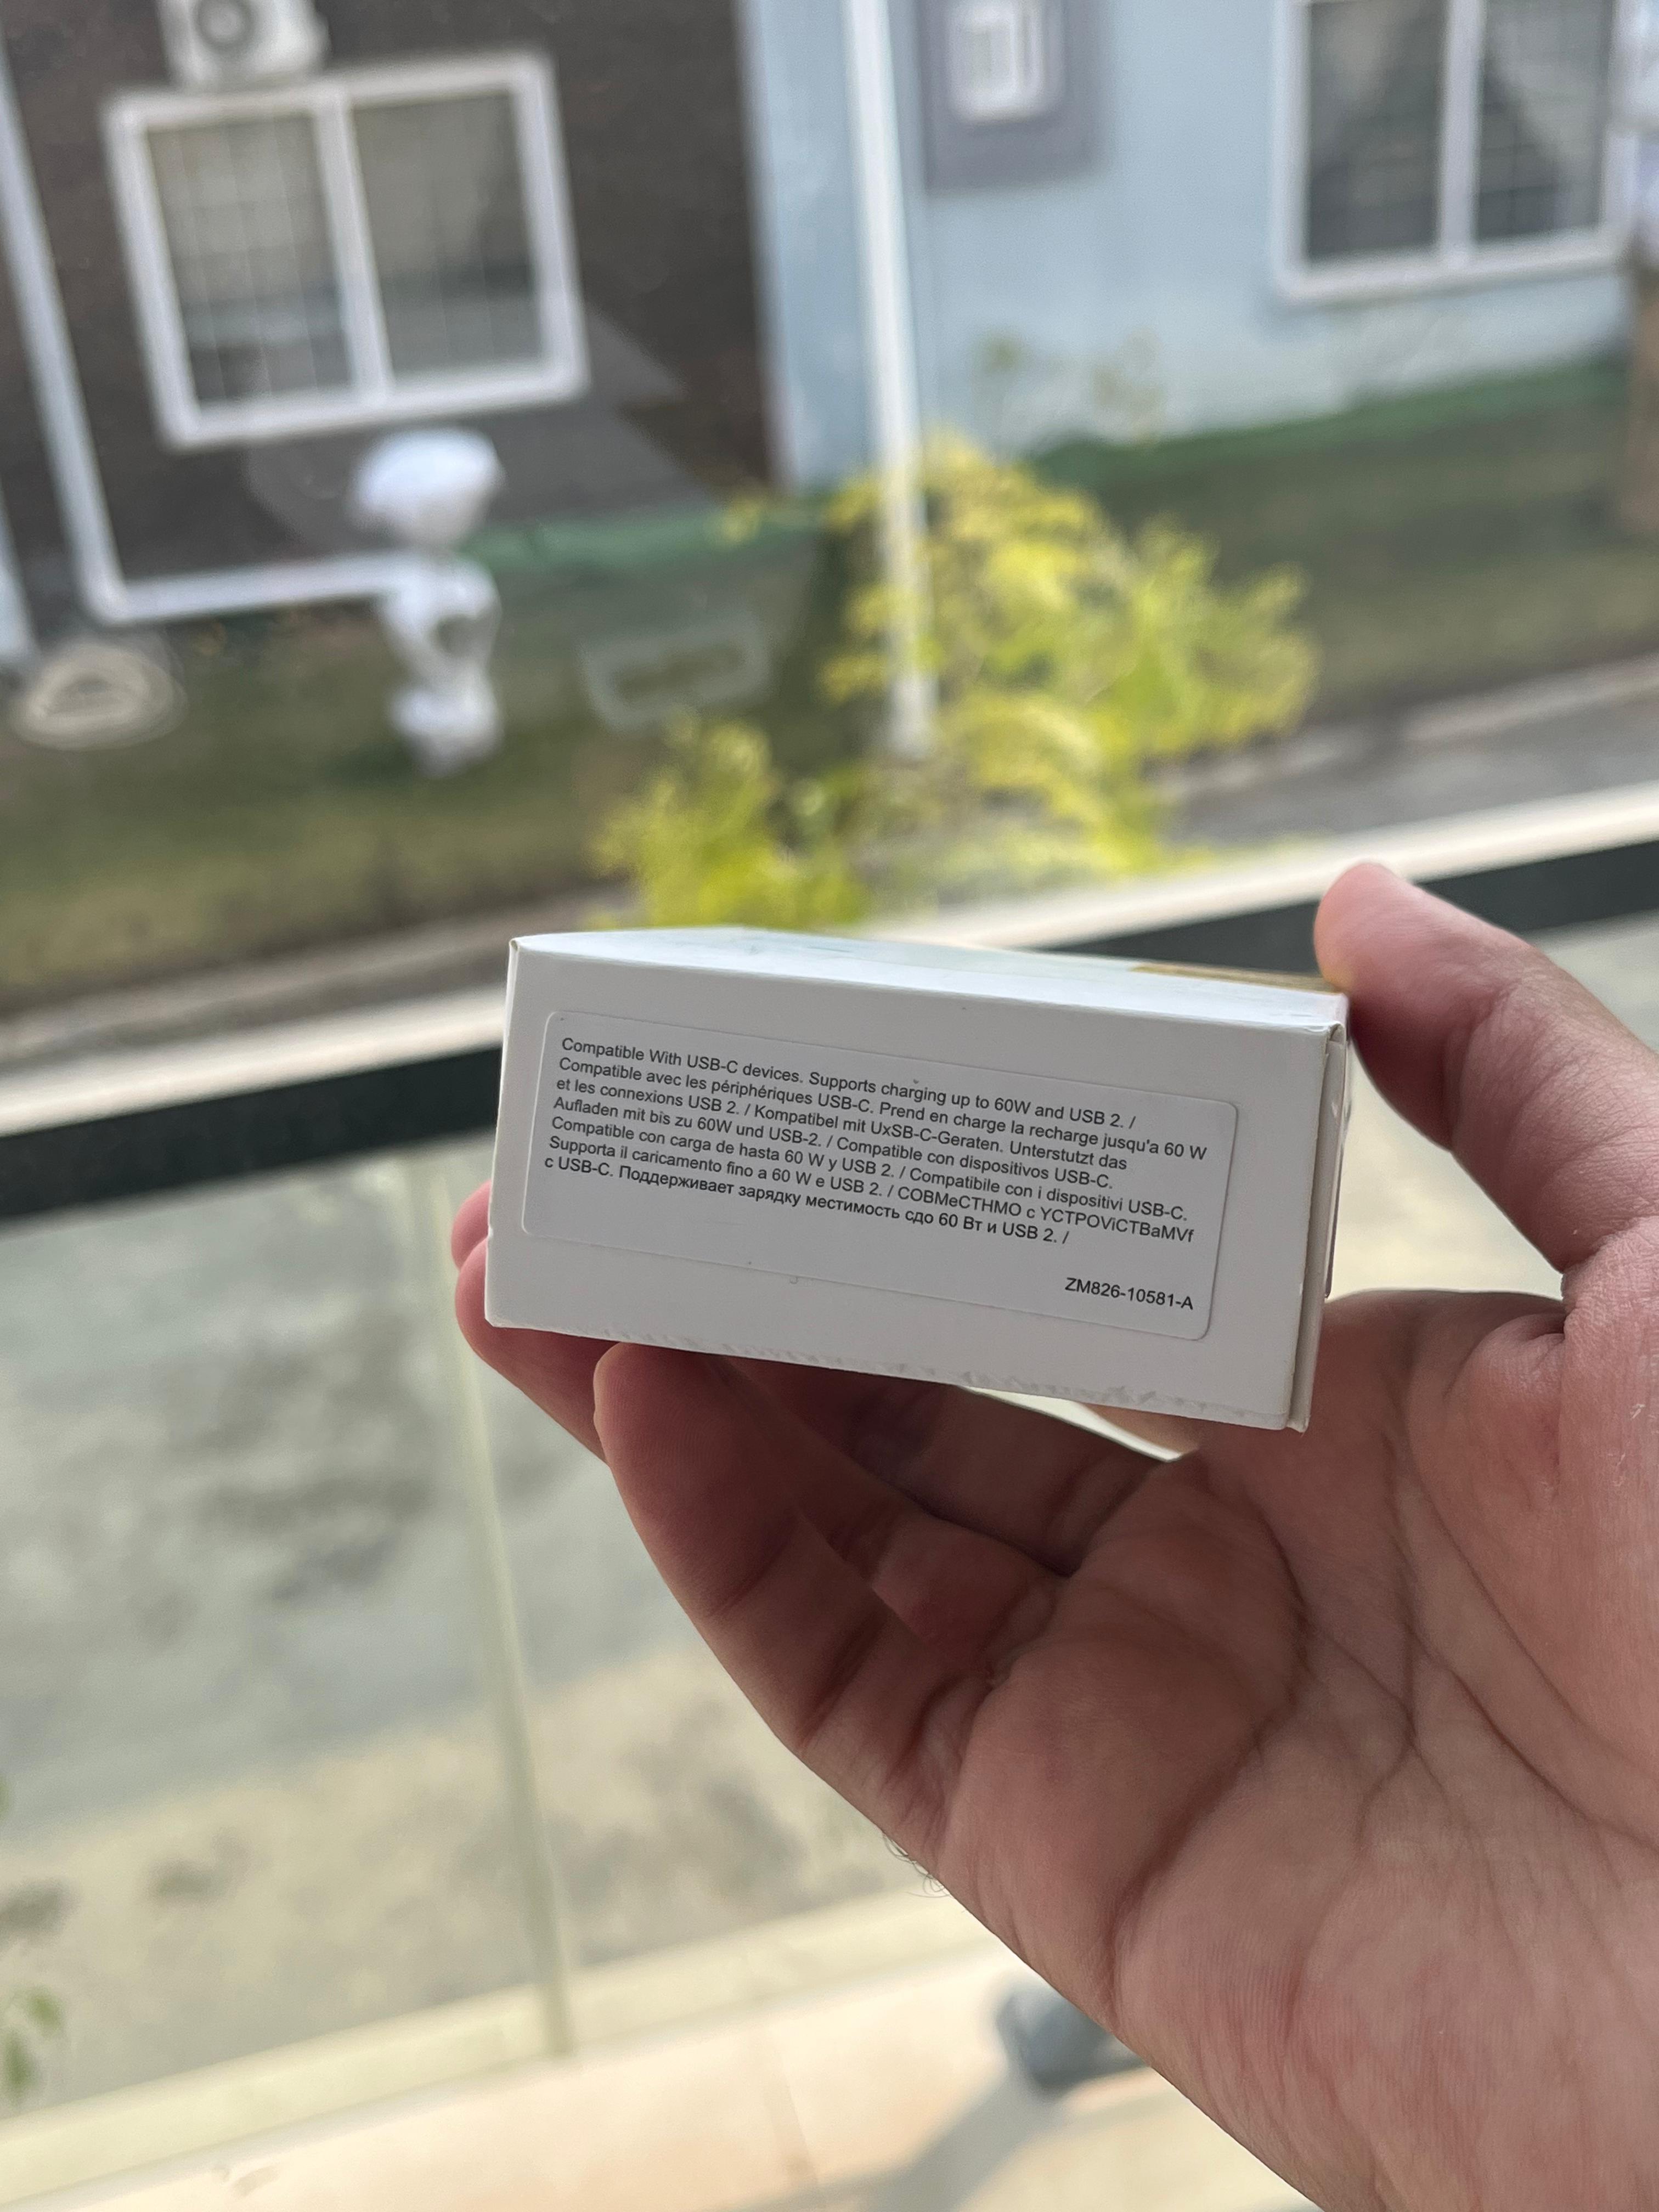 Compatible With USB-C devices. Supports charging up to 60W and USB 2. /
Compatible avec les périphériques USB-C. Prend en charge la recharge jusqu'a 60 W
et les connexions USB 2. / Kompatibel mit UxSB-C-Geraten. Unterstutzt das
Aufladen mit bis zu 60W und USB-2. / Compatible con dispositivos USB-C.
Compatible con carga de hasta 60 W y USB 2. / Compatibile con i dispositivi USB-C.
Supporta il caricamento fino a 60 W e USB 2. / COBMeCTHMO c YCTPOViCTBaMVf
c USB-C. Поддерживает зарядку местимость сдо 60 Вт и USB 2. /
ZM826-10581-A